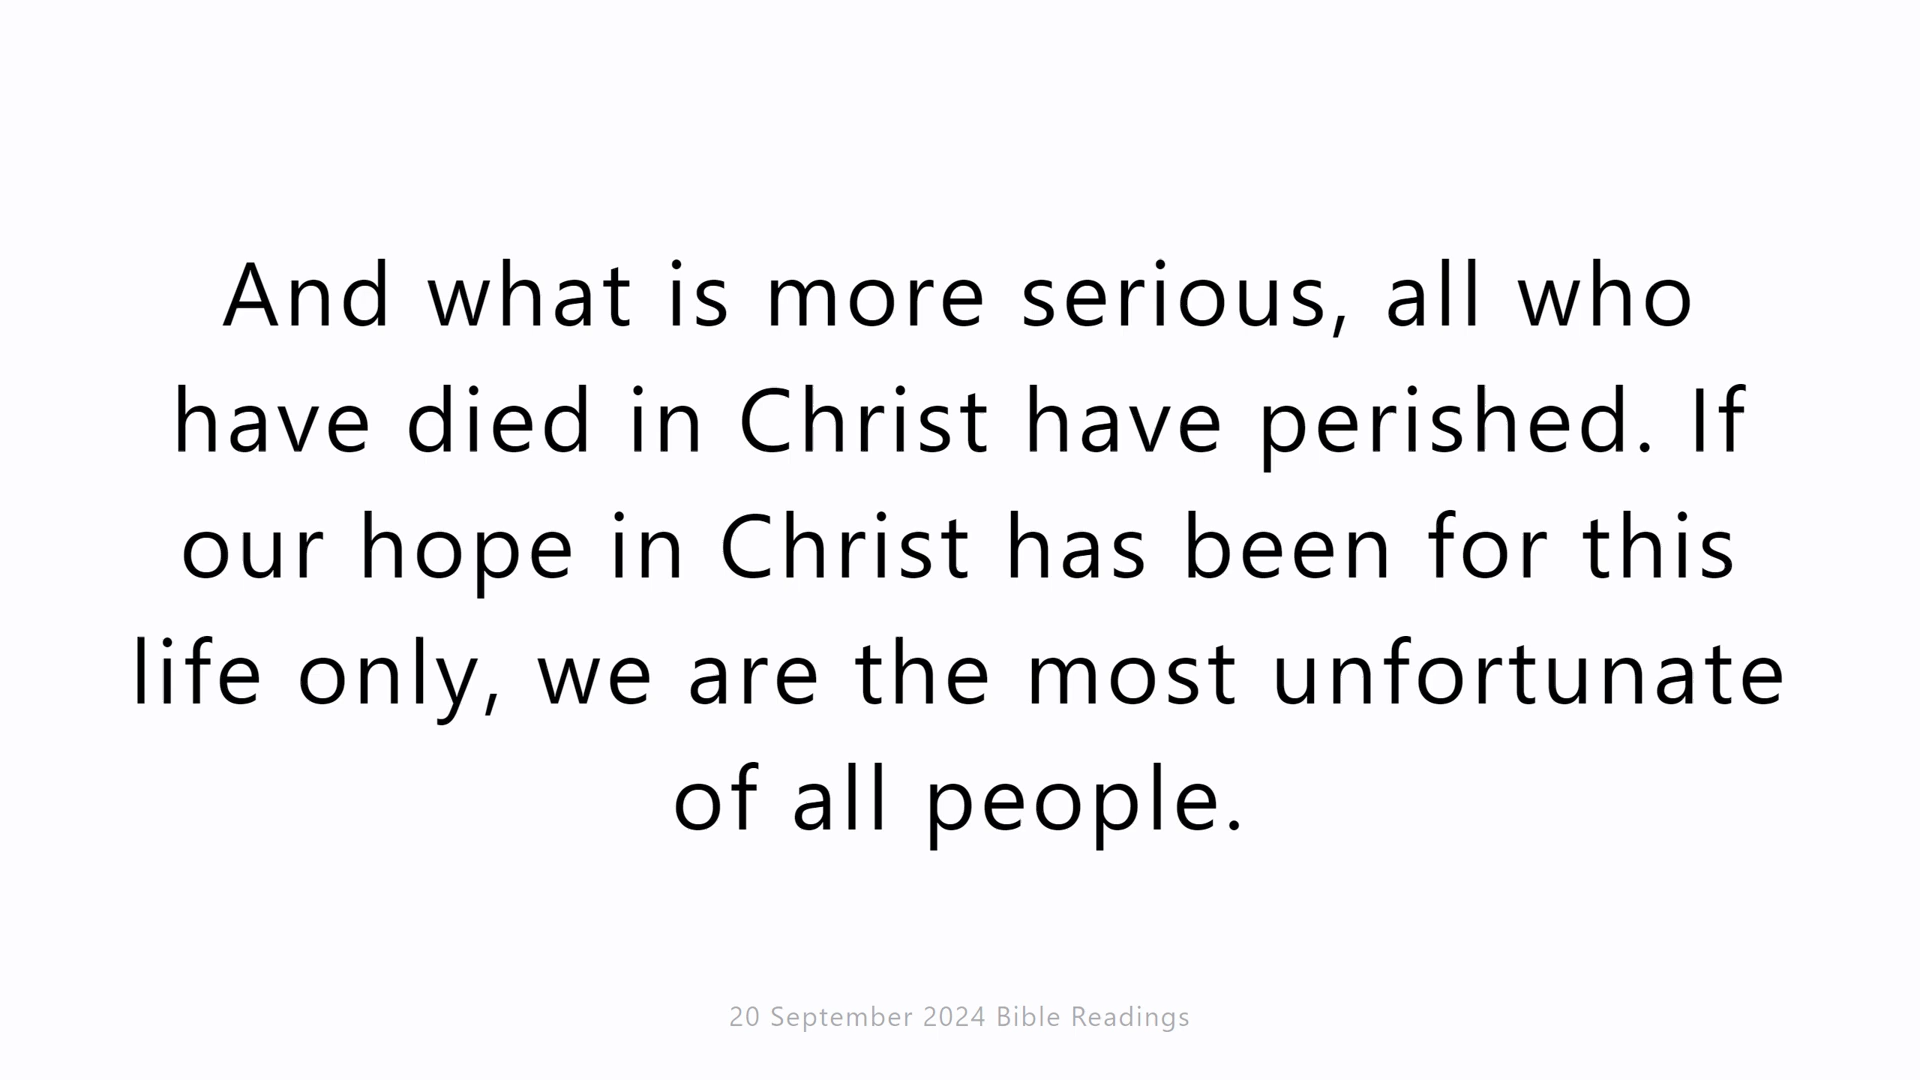 And what is more serious, all who
have died in Christ have perished. If
our hope in Christ has been for this
life only, we are the most unfortunate
of all people.
20 September 2024 Bible Readings